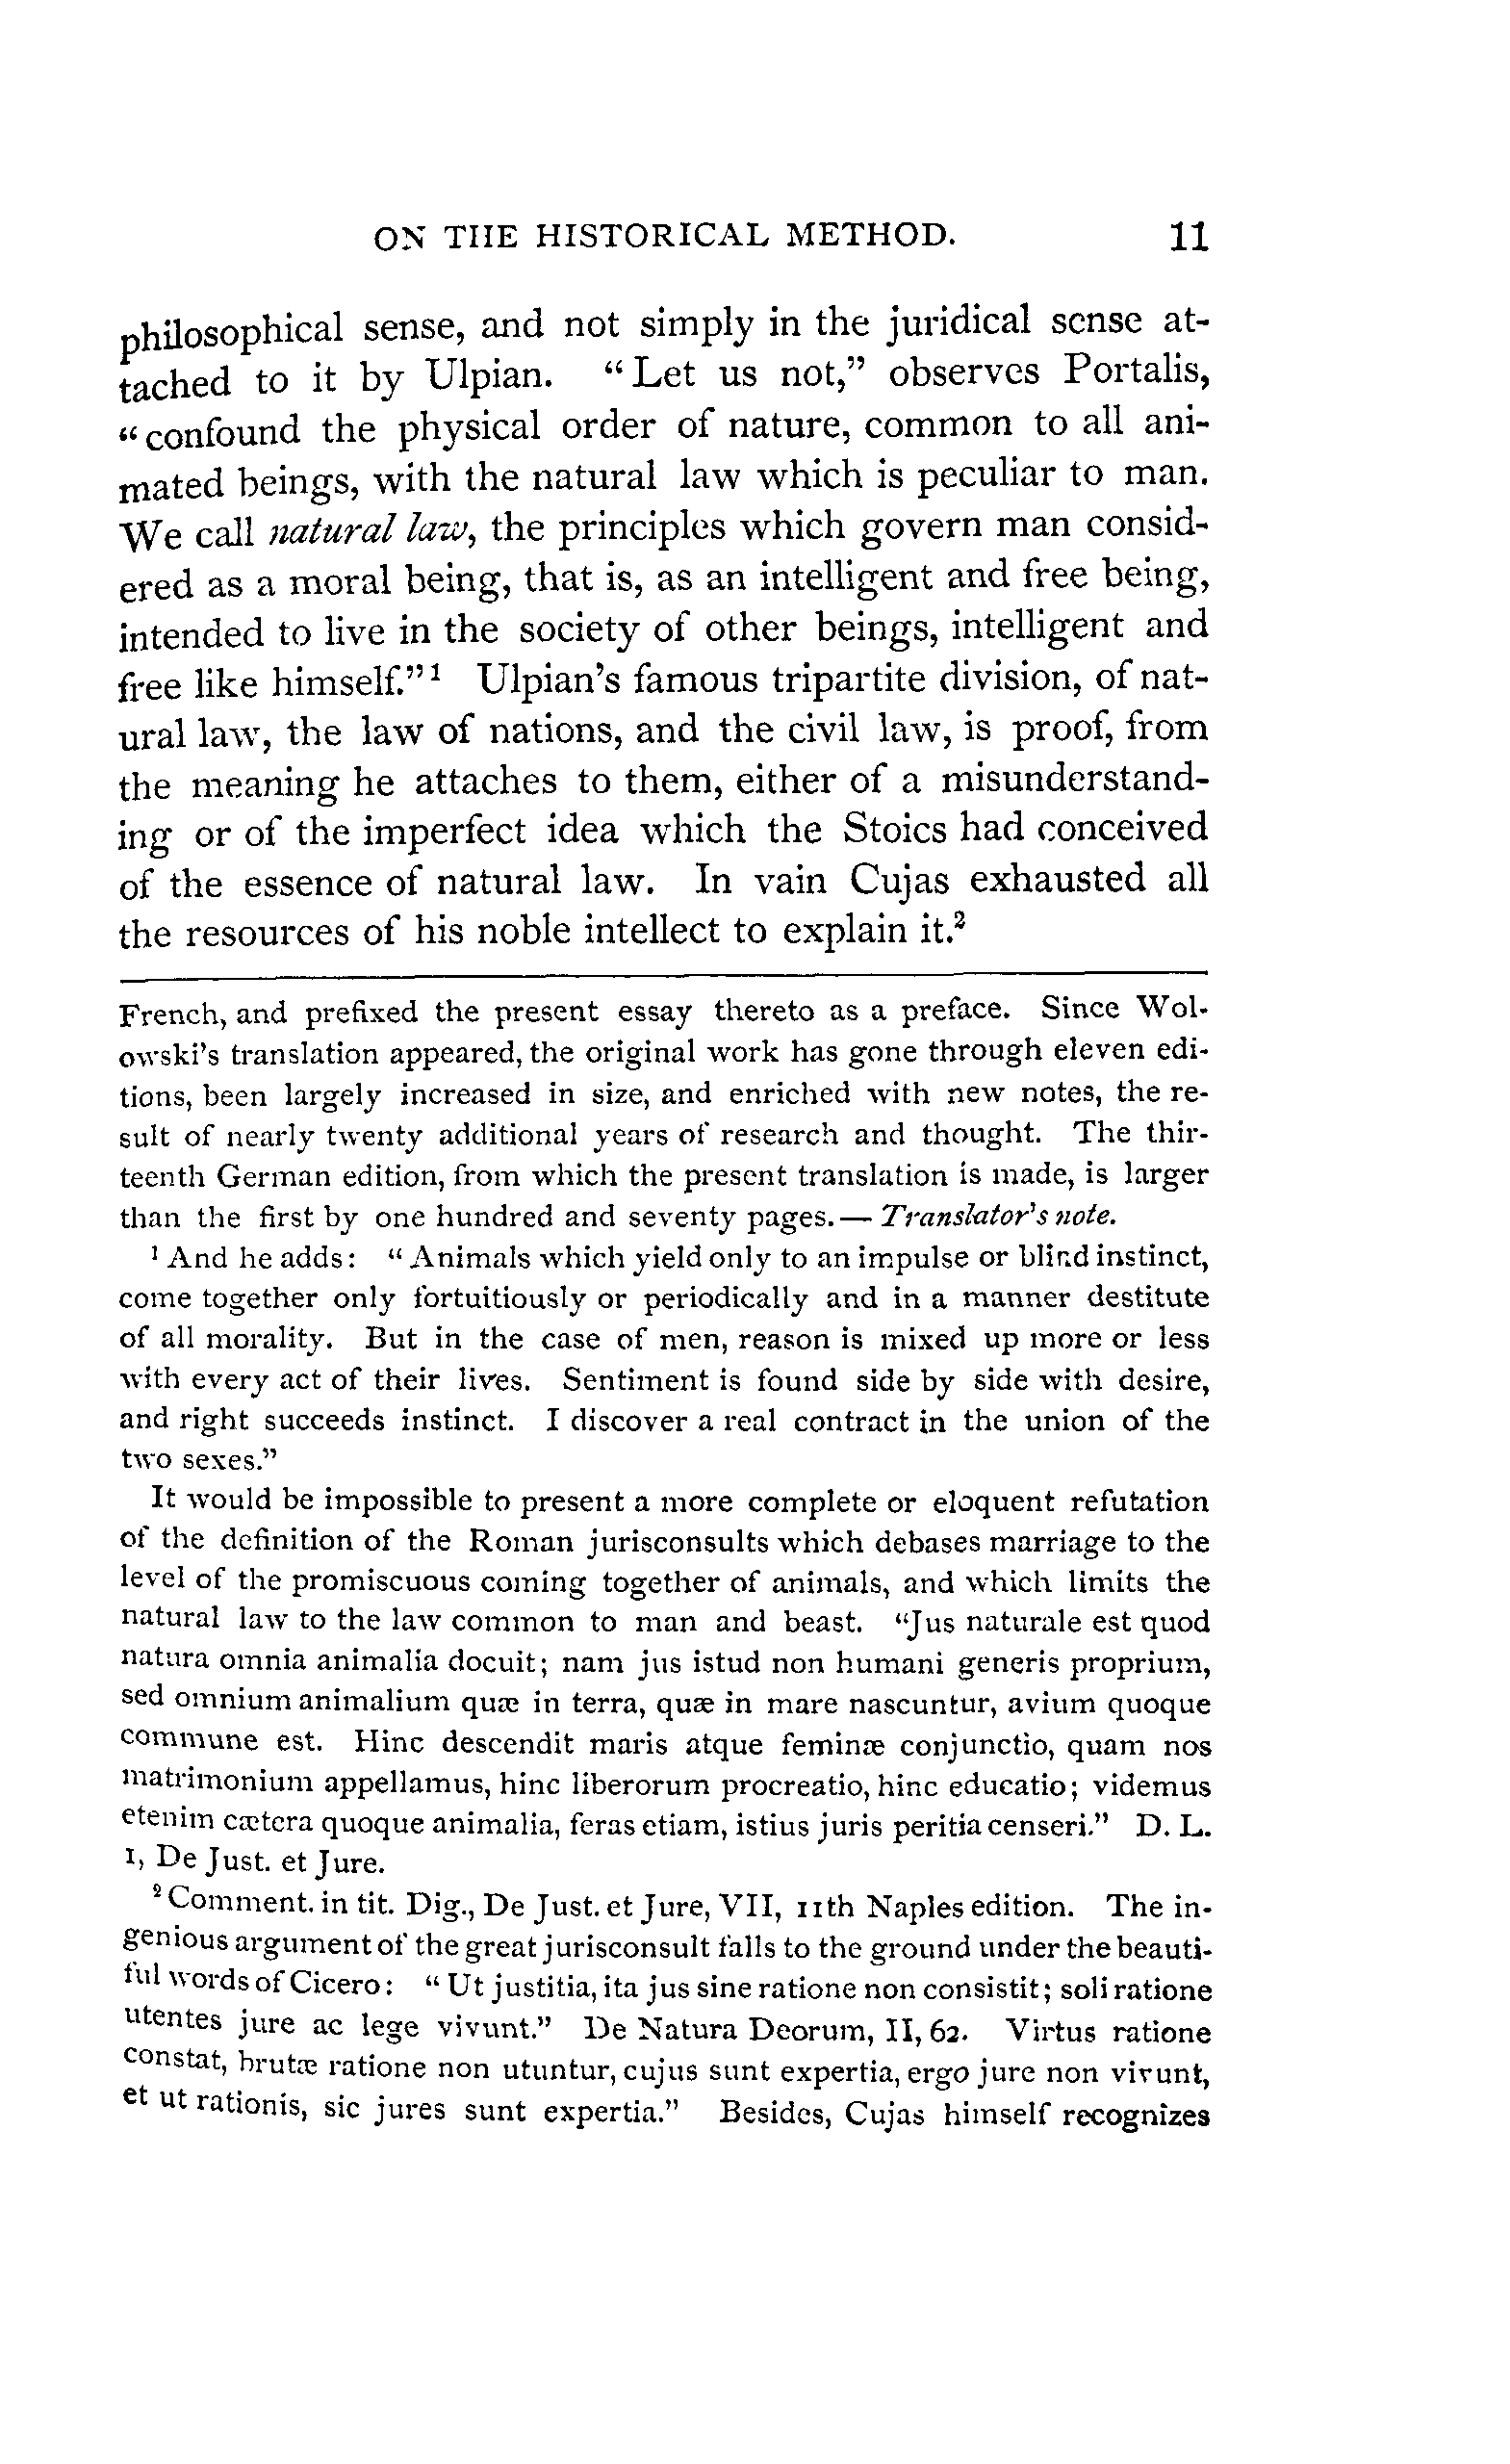 ON THE HISTORICAL METHOD. 11
philosophical sense, and not simply in the juridical sense at-
tached to it by Ulpian. “Let us not,” observes Portalis,
“confound the physical order of nature, common to all ani-
mated beings, with the natural law which is peculiar to man.
We call natural law, the principles which govern man consid-
ered as a moral being, that is, as an intelligent and free being,
intended to live in the society of other beings, intelligent and
free like himself.”¹ Ulpian’s famous tripartite division, of nat-
ural law, the law of nations, and the civil law, is proof, from
the meaning he attaches to them, either of a misunderstand-
ing or of the imperfect idea which the Stoics had conceived
of the essence of natural law. In vain Cujas exhausted all
the resources of his noble intellect to explain it.²
French, and prefixed the present essay thereto as a preface. Since Wol-
owski’s translation appeared, the original work has gone through eleven edi-
tions, been largely increased in size, and enriched with new notes, the re-
sult of nearly twenty additional years of research and thought. The thir-
teenth German edition, from which the present translation is made, is larger
than the first by one hundred and seventy pages.— Translator’s note.
¹ And he adds: “Animals which yield only to an impulse or blind instinct,
come together only fortuitously or periodically and in a manner destitute
of all morality. But in the case of men, reason is mixed up more or less
with every act of their lives. Sentiment is found side by side with desire,
and right succeeds instinct. I discover a real contract in the union of the
two sexes.”
It would be impossible to present a more complete or eloquent refutation
of the definition of the Roman jurisconsults which debases marriage to the
level of the promiscuous coming together of animals, and which limits the
natural law to the law common to man and beast. “Jus naturale est quod
natura omnia animalia docuit; nam jus istud non humani generis proprium,
sed omnium animalium quæ in terra, quæ in mare nascuntur, avium quoque
commune est. Hinc descendit maris atque feminæ conjunctio, quam nos
matrimonium appellamus, hinc liberorum procreatio, hinc educatio; videmus
etenim cætera quoque animalia, feras etiam, istius juris peritia censeri.” D. L.
1, De Just. et Jure.
² Comment. in tit. Dig., De Just. et Jure, VII, 11th Naples edition. The in-
genious argument of the great jurisconsult falls to the ground under the beauti-
ful words of Cicero: “Ut justitia, ita jus sine ratione non consistit; soli ratione
utentes jure ac lege vivunt.” De Natura Deorum, II, 62. Virtus ratione
constat, brutæ ratione non utuntur, cujus sunt expertia, ergo jure non vivunt,
et ut rationis, sic jures sunt expertia.” Besides, Cujas himself recognizes